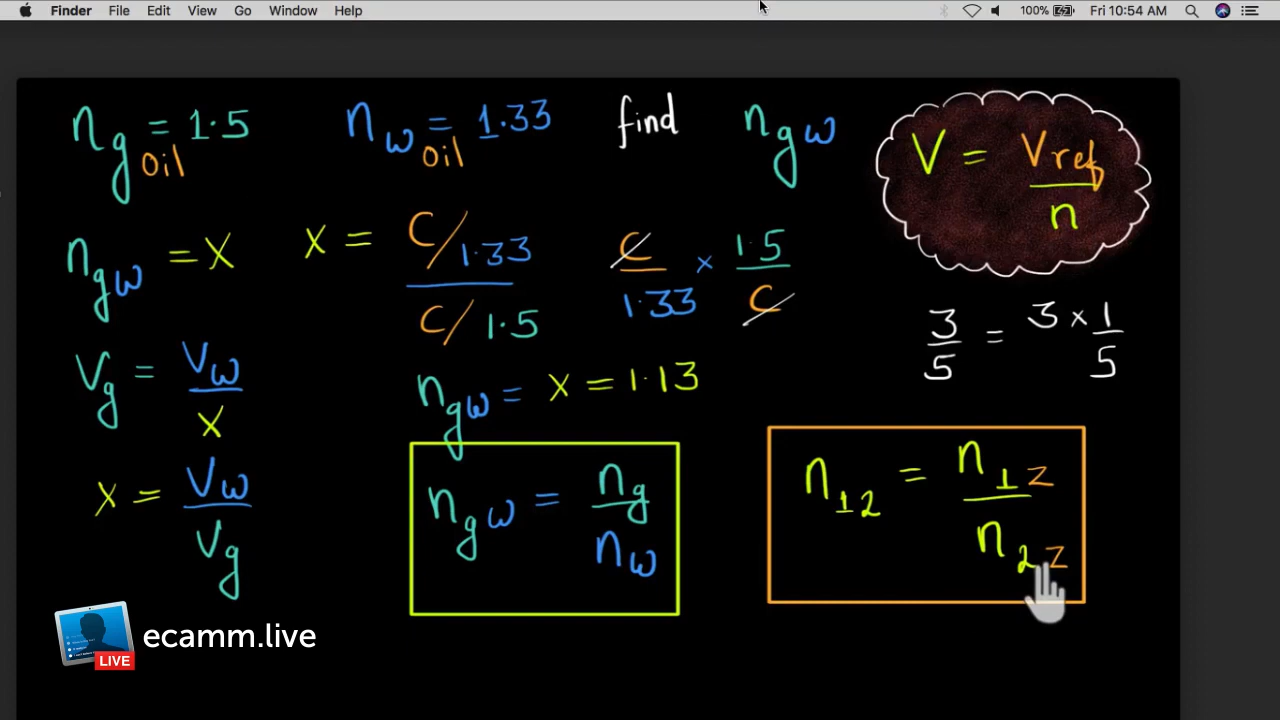 Finder File Edit View Go Window Help 100% Fri 10:54 AM
n_g = 1.5 n_w = 1.33 find n_gw
oil oil
V = Vref/n
n_gw = x x = (C/1.33)/(C/1.5) C/1.33 × 1.5/C
3/5 = 3 × 1/5
V_g = V_w/x
n_gw = x = 1.13
x = V_w/V_g
n_gw = n_g/n_w
n_12 = n_1z/n_2z
ecamm.live
LIVE